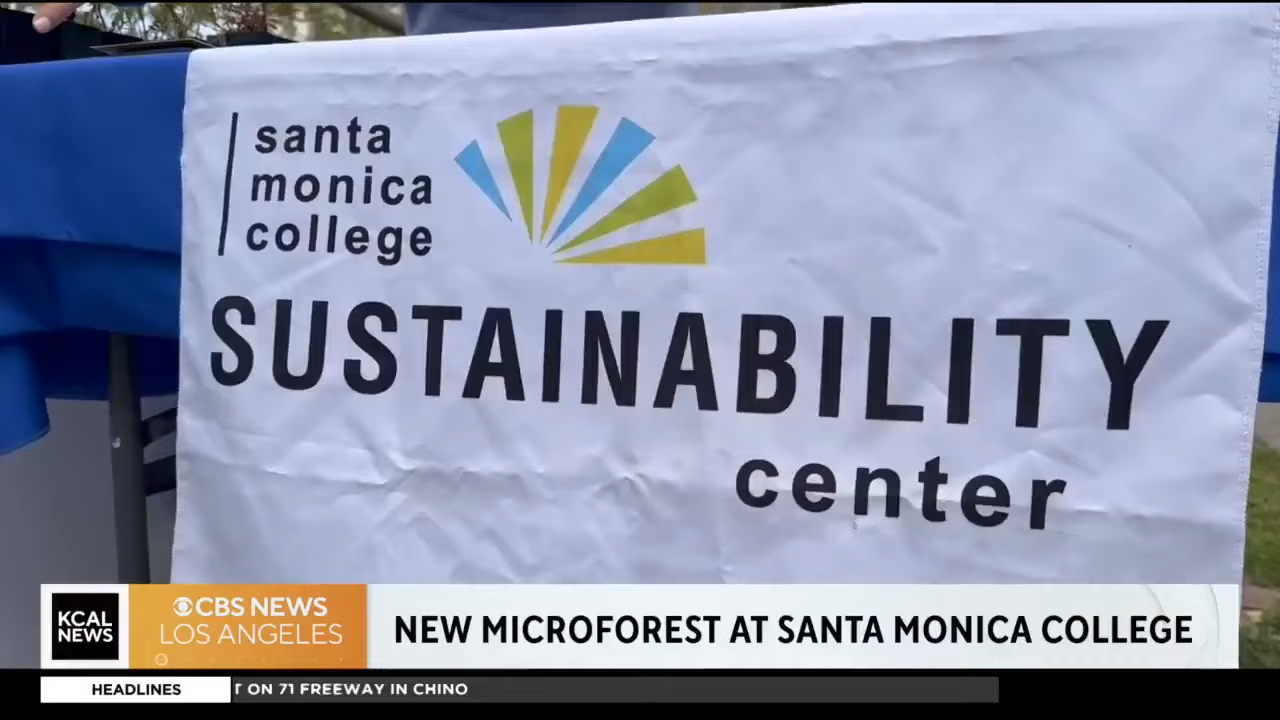 santa
monica
college
SUSTAINABILITY
center
KCAL
NEWS
CBS NEWS
LOS ANGELES
NEW MICROFOREST AT SANTA MONICA COLLEGE
HEADLINES
ON 71 FREEWAY IN CHINO